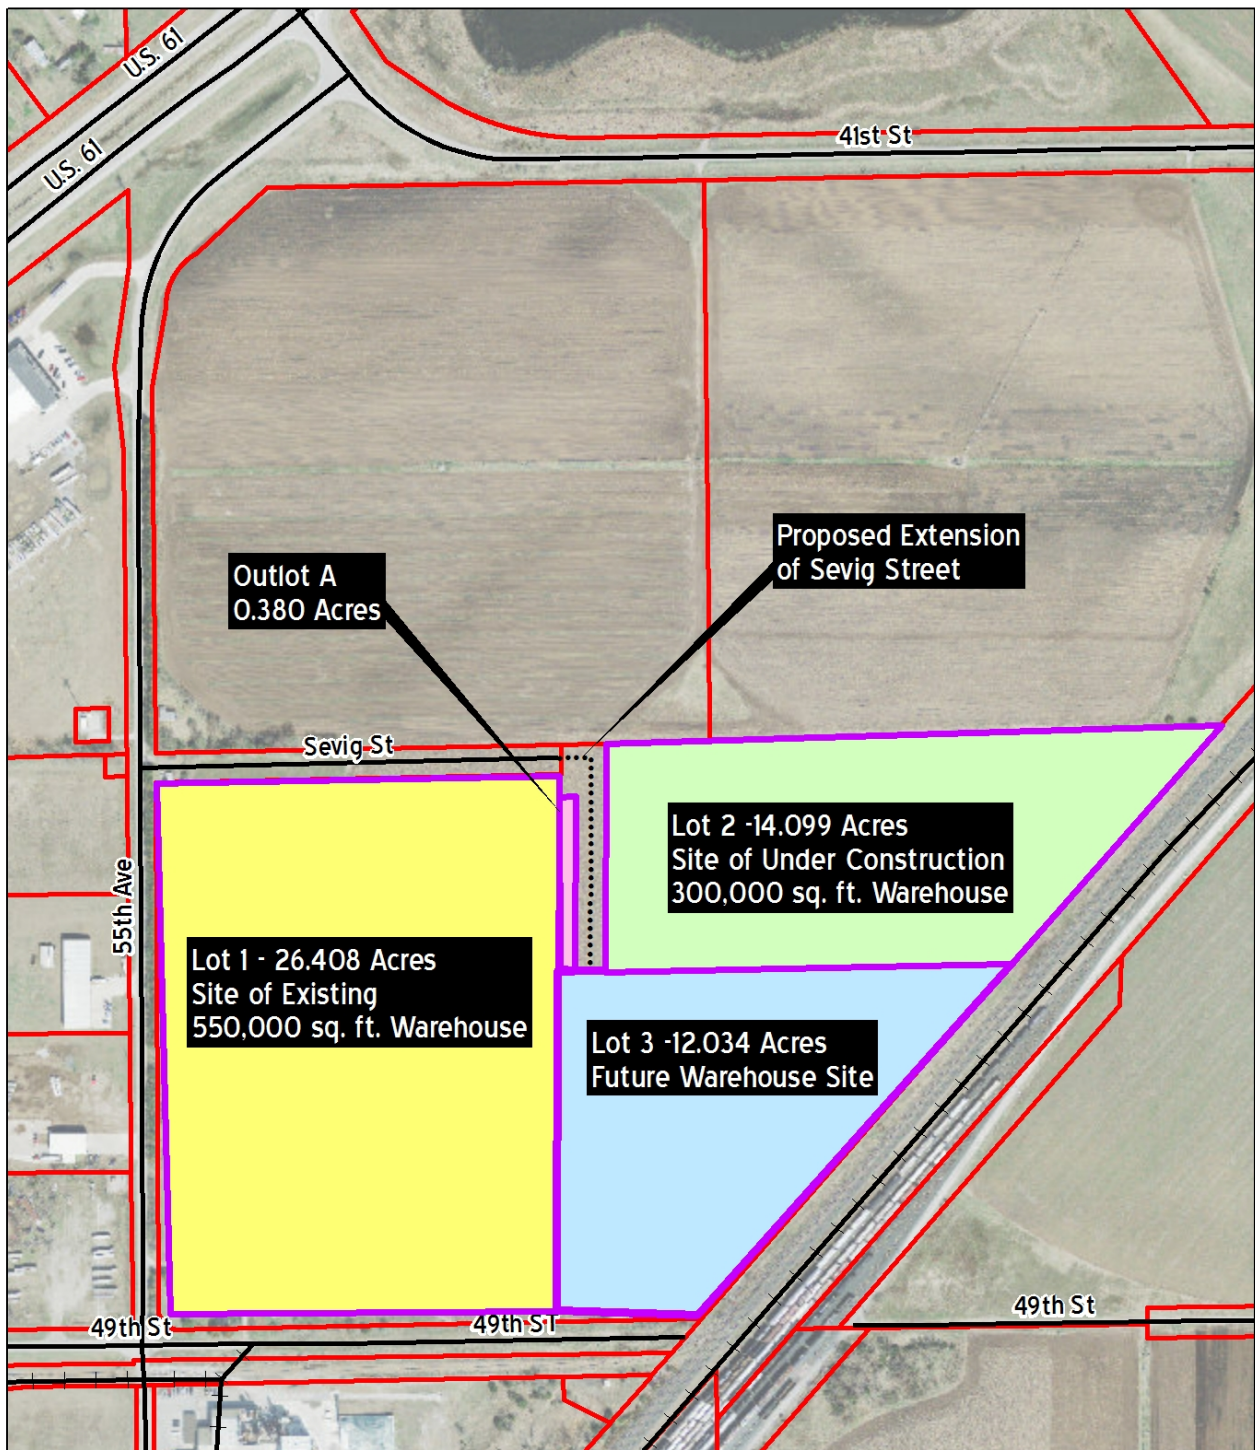 U.S. 61
U.S. 61
41st St
Proposed Extension
of Sevig Street
Outlot A
0.380 Acres
Sevig St
Lot 2 -14.099 Acres
Site of Under Construction
300,000 sq. ft. Warehouse
55th Ave
Lot 1 - 26.408 Acres
Site of Existing
550,000 sq. ft. Warehouse
Lot 3 -12.034 Acres
Future Warehouse Site
49th St
49th ST
49th St